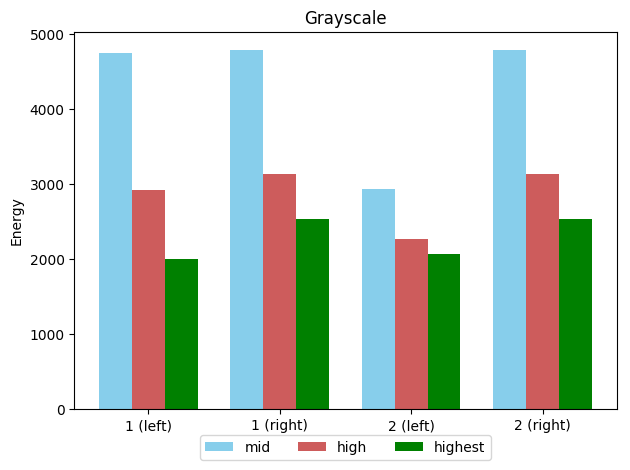 Grayscale
5000
4000
3000
2000
1000
0
Energy
1 (left) 1 (right) 2 (left) 2 (right)
mid high highest